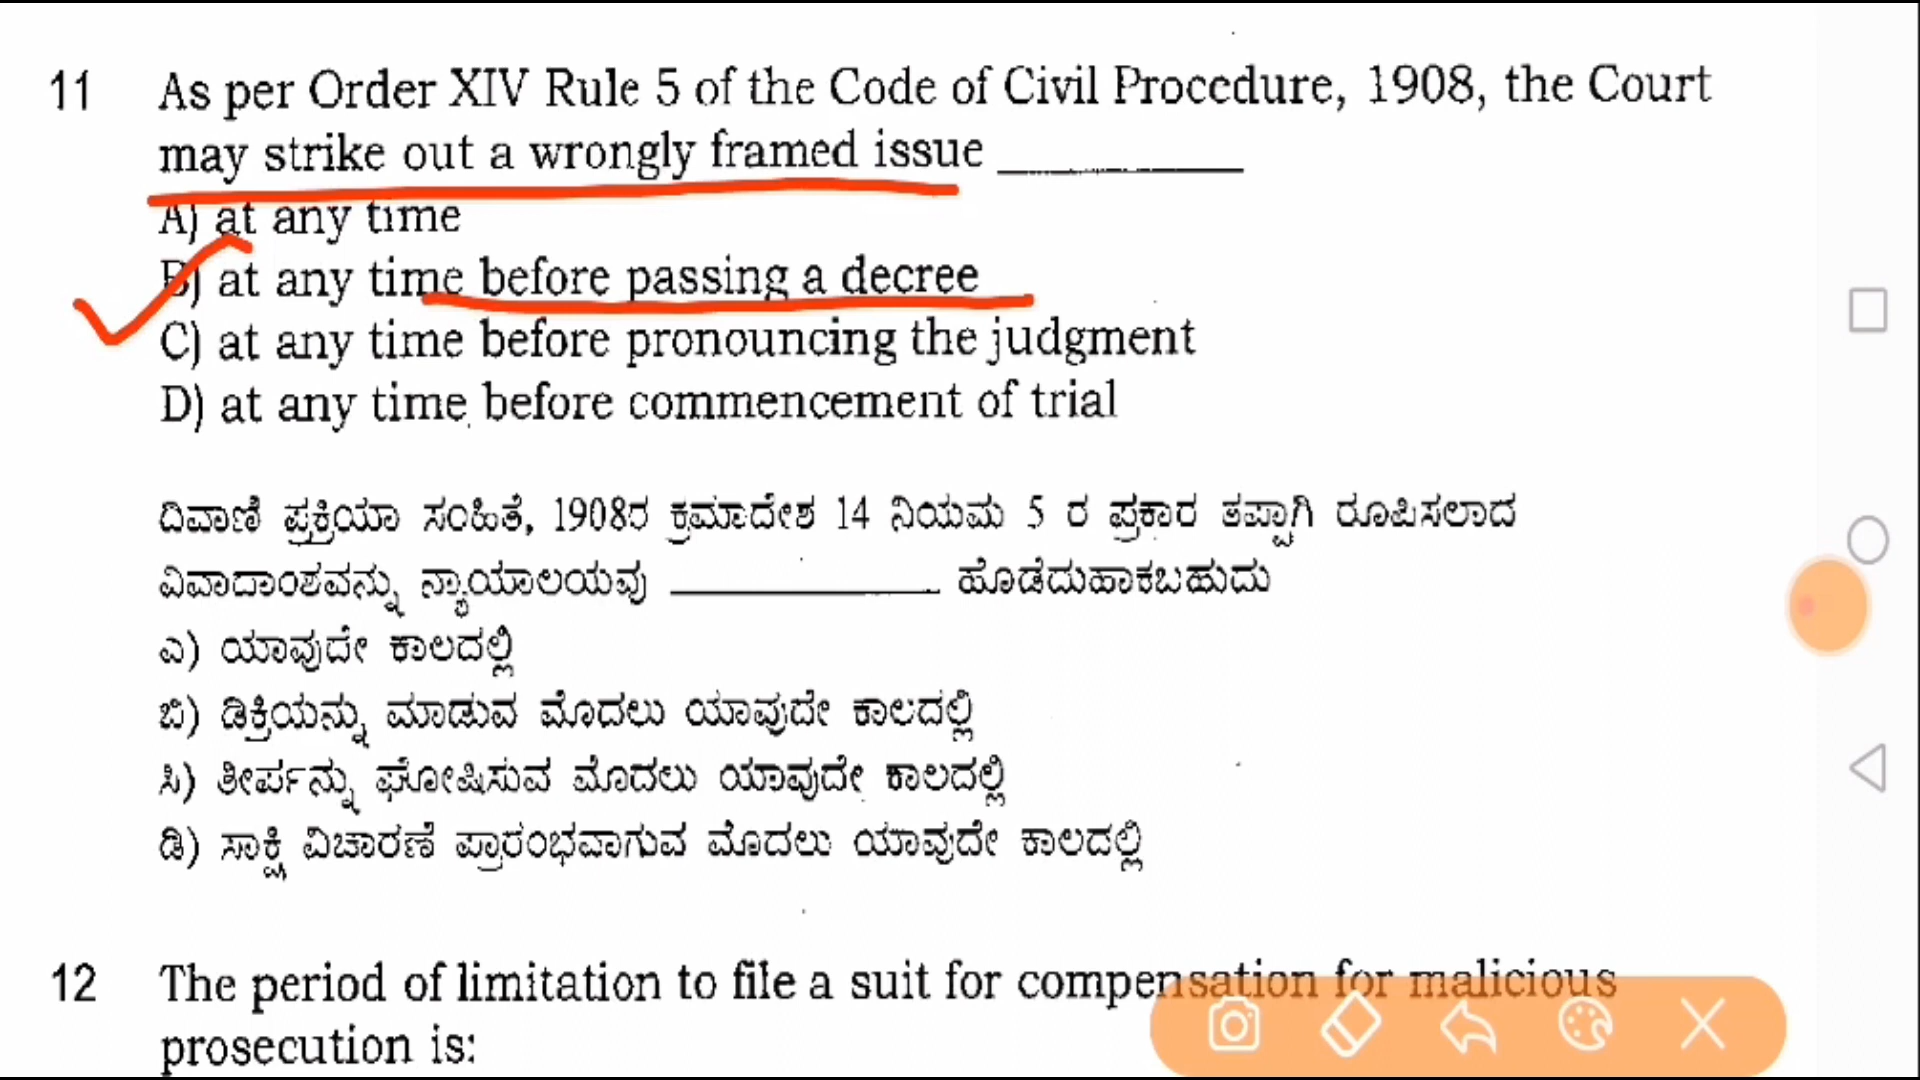 11 As per Order XIV Rule 5 of the Code of Civil Procedure, 1908, the Court
may strike out a wrongly framed issue __________
A) at any time
B) at any time before passing a decree
C) at any time before pronouncing the judgment
D) at any time before commencement of trial
ದಿವಾಣಿ ಪ್ರಕ್ರಿಯಾ ಸಂಹಿತೆ, 1908ರ ಕ್ರಮಾದೇಶ 14 ನಿಯಮ 5 ರ ಪ್ರಕಾರ ತಪ್ಪಾಗಿ ರೂಪಿಸಲಾದ
ವಿವಾದಾಂಶವನ್ನು ನ್ಯಾಯಾಲಯವು __________ ಹೊಡೆದುಹಾಕಬಹುದು
ಎ) ಯಾವುದೇ ಕಾಲದಲ್ಲಿ
ಬಿ) ಡಿಕ್ರಿಯನ್ನು ಮಾಡುವ ಮೊದಲು ಯಾವುದೇ ಕಾಲದಲ್ಲಿ
ಸಿ) ತೀರ್ಪನ್ನು ಘೋಷಿಸುವ ಮೊದಲು ಯಾವುದೇ ಕಾಲದಲ್ಲಿ
ಡಿ) ಸಾಕ್ಷಿ ವಿಚಾರಣೆ ಪ್ರಾರಂಭವಾಗುವ ಮೊದಲು ಯಾವುದೇ ಕಾಲದಲ್ಲಿ
12 The period of limitation to file a suit for compensation for malicious
prosecution is: